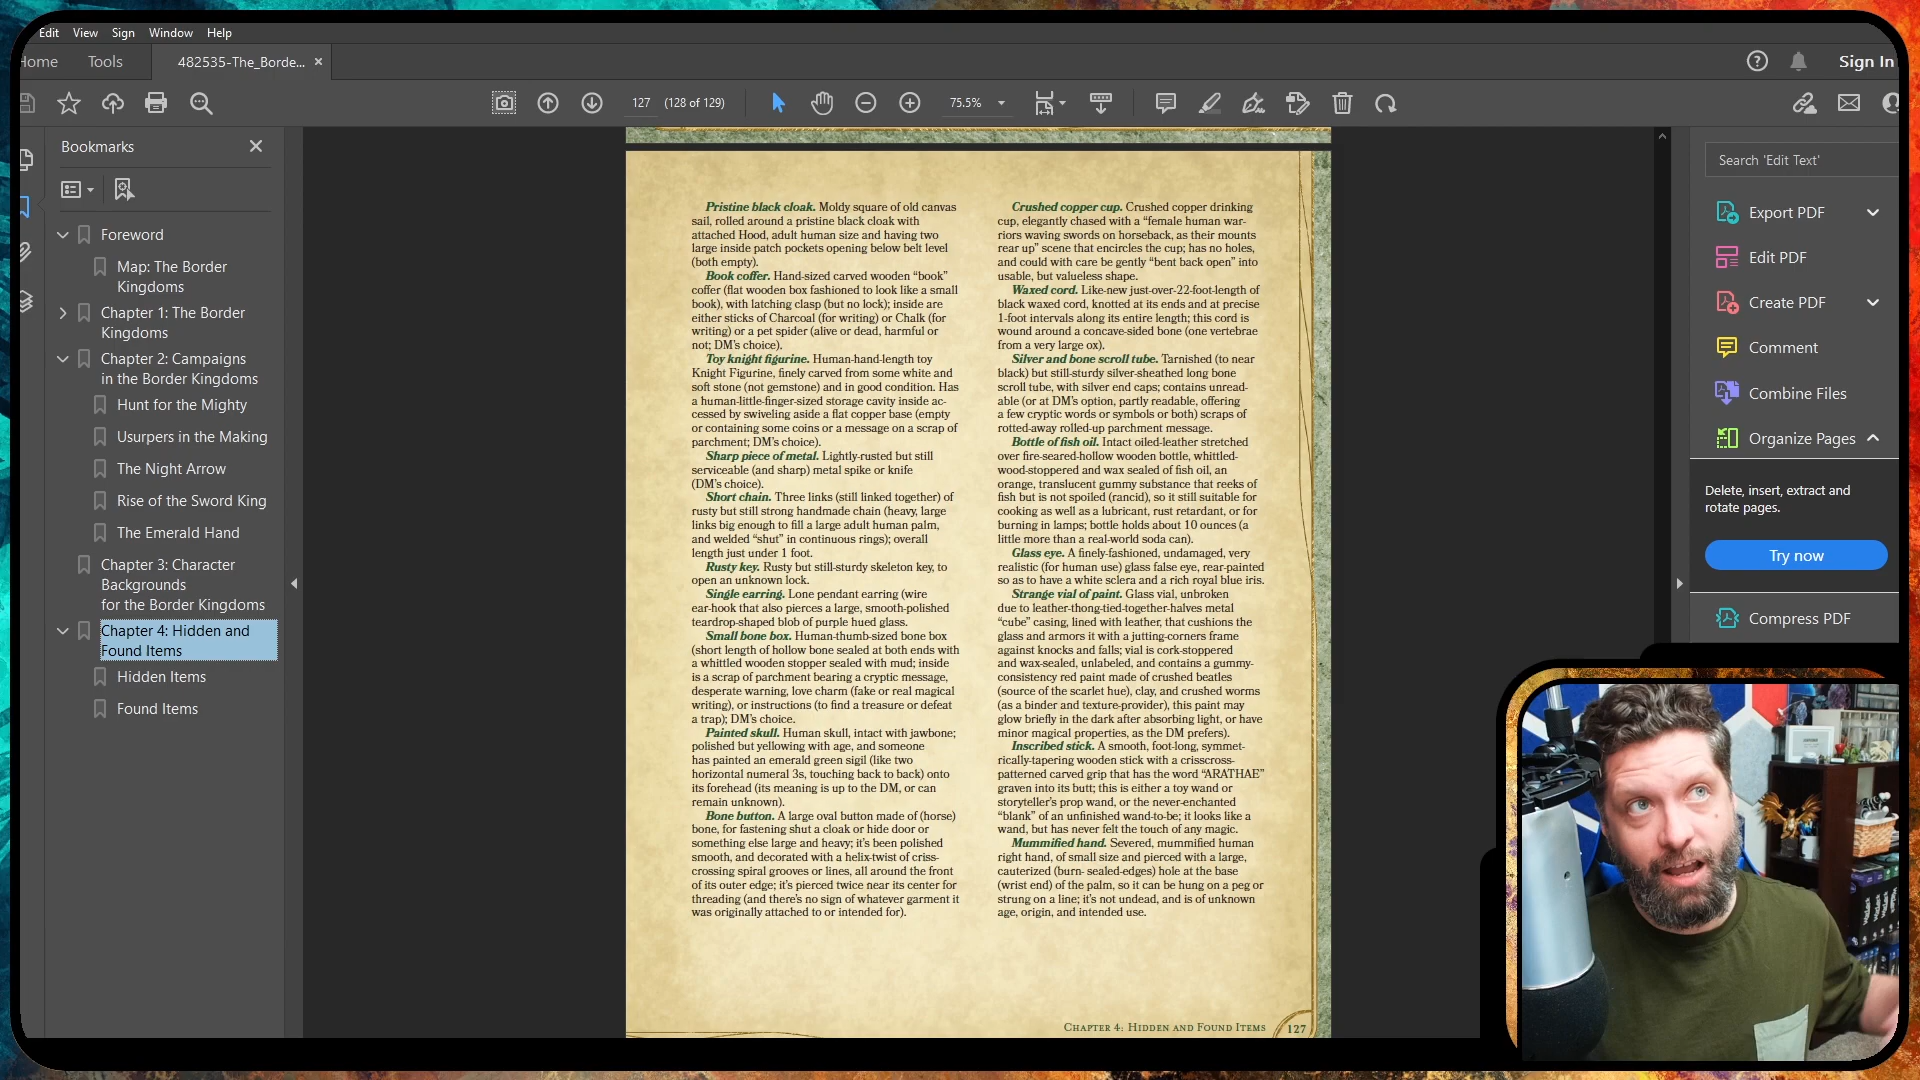 Edit View Sign Window Help
Home Tools 482535-The_Borde... ×
Sign In
127 (128 of 129) 75.5%
Bookmarks
Foreword
Map: The Border
Kingdoms
Chapter 1: The Border
Kingdoms
Chapter 2: Campaigns
in the Border Kingdoms
Hunt for the Mighty
Usurpers in the Making
The Night Arrow
Rise of the Sword King
The Emerald Hand
Chapter 3: Character
Backgrounds
for the Border Kingdoms
Chapter 4: Hidden and
Found Items
Hidden Items
Found Items
Pristine black cloak. Moldy square of old canvas
sail, rolled around a pristine black cloak with
attached Hood, adult human size and having two
large inside patch pockets opening below belt level
(both empty).
Book coffer. Hand-sized carved wooden “book”
coffer (flat wooden box fashioned to look like a small
book), with latching clasp (but no lock); inside are
either sticks of Charcoal (for writing) or Chalk (for
writing) or a pet spider (alive or dead, harmful or
not; DM’s choice).
Toy knight figurine. Human-hand-length toy
Knight Figurine, finely carved from some white and
soft stone (not gemstone) and in good condition. Has
a human-little-finger-sized storage cavity inside ac-
cessed by swiveling aside a flat copper base (empty
or containing some coins or a message on a scrap of
parchment; DM’s choice).
Sharp piece of metal. Lightly-rusted but still
serviceable (and sharp) metal spike or knife
(DM’s choice).
Short chain. Three links (still linked together) of
rusty but still strong handmade chain (heavy, large
links big enough to fill a large adult human palm,
and welded “shut” in continuous rings); overall
length just under 1 foot.
Rusty key. Rusty but still-sturdy skeleton key, to
open an unknown lock.
Single earring. Lone pendant earring (wire
ear-hook that also pierces a large, smooth-polished
teardrop-shaped blob of purple hued glass.
Small bone box. Human-thumb-sized bone box
(short length of hollow bone sealed at both ends with
a whittled wooden stopper sealed with mud; inside
is a scrap of parchment bearing a cryptic message,
desperate warning, love charm (fake or real magical
writing), or instructions (to find a treasure or defeat
a trap); DM’s choice.
Painted skull. Human skull, intact with jawbone;
polished but yellowing with age, and someone
has painted an emerald green sigil (like two
horizontal numeral 3s, touching back to back) onto
its forehead (its meaning is up to the DM, or can
remain unknown).
Bone button. A large oval button made of (horse)
bone, for fastening shut a cloak or hide door or
something else large and heavy; it’s been polished
smooth, and decorated with a helix-twist of criss-
crossing spiral grooves or lines, all around the front
of its outer edge; it’s pierced twice near its center for
threading (and there’s no sign of whatever garment it
was originally attached to or intended for).
Crushed copper cup. Crushed copper drinking
cup, elegantly chased with a “female human war-
riors waving swords on horseback, as their mounts
rear up” scene that encircles the cup; has no holes,
and could with care be gently “bent back open” into
usable, but valueless shape.
Waxed cord. Like-new just-over-22-foot-length of
black waxed cord, knotted at its ends and at precise
1-foot intervals along its entire length; this cord is
wound around a concave-sided bone (one vertebrae
from a very large ox).
Silver and bone scroll tube. Tarnished (to near
black) but still-sturdy silver-sheathed long bone
scroll tube, with silver end caps; contains unread-
able (or at DM’s option, partly readable, offering
a few cryptic words or symbols or both) scraps of
rotted-away rolled-up parchment message.
Bottle of fish oil. Intact oiled-leather stretched
over fire-seared-hollow wooden bottle, whittled-
wood-stoppered and wax sealed of fish oil, an
orange, translucent gummy substance that reeks of
fish but is not spoiled (rancid), so it still suitable for
cooking as well as a lubricant, rust retardant, or for
burning in lamps; bottle holds about 10 ounces (a
little more than a real-world soda can).
Glass eye. A finely-fashioned, undamaged, very
realistic (for human use) glass false eye, rear-painted
so as to have a white sclera and a rich royal blue iris.
Strange vial of paint. Glass vial, unbroken
due to leather-thong-tied-together-halves metal
“cube” casing, lined with leather, that cushions the
glass and armors it with a jutting-corners frame
against knocks and falls; vial is cork-stoppered
and wax-sealed, unlabeled, and contains a gummy-
consistency red paint made of crushed beatles
(source of the scarlet hue), clay, and crushed worms
(as a binder and texture-provider), this paint may
glow briefly in the dark after absorbing light, or have
minor magical properties, as the DM prefers).
Inscribed stick. A smooth, foot-long, symmet-
rically-tapering wooden stick with a crisscross-
patterned carved grip that has the word “ARATHAE”
graven into its butt; this is either a toy wand or
storyteller’s prop wand, or the never-enchanted
“blank” of an unfinished wand-to-be; it looks like a
wand, but has never felt the touch of any magic.
Mummified hand. Severed, mummified human
right hand, of small size and pierced with a large,
cauterized (burn- sealed-edges) hole at the base
(wrist end) of the palm, so it can be hung on a peg or
strung on a line; it’s not undead, and is of unknown
age, origin, and intended use.
Chapter 4: Hidden and Found Items 127
Search 'Edit Text'
Export PDF
Edit PDF
Create PDF
Comment
Combine Files
Organize Pages
Delete, insert, extract and
rotate pages.
Try now
Compress PDF